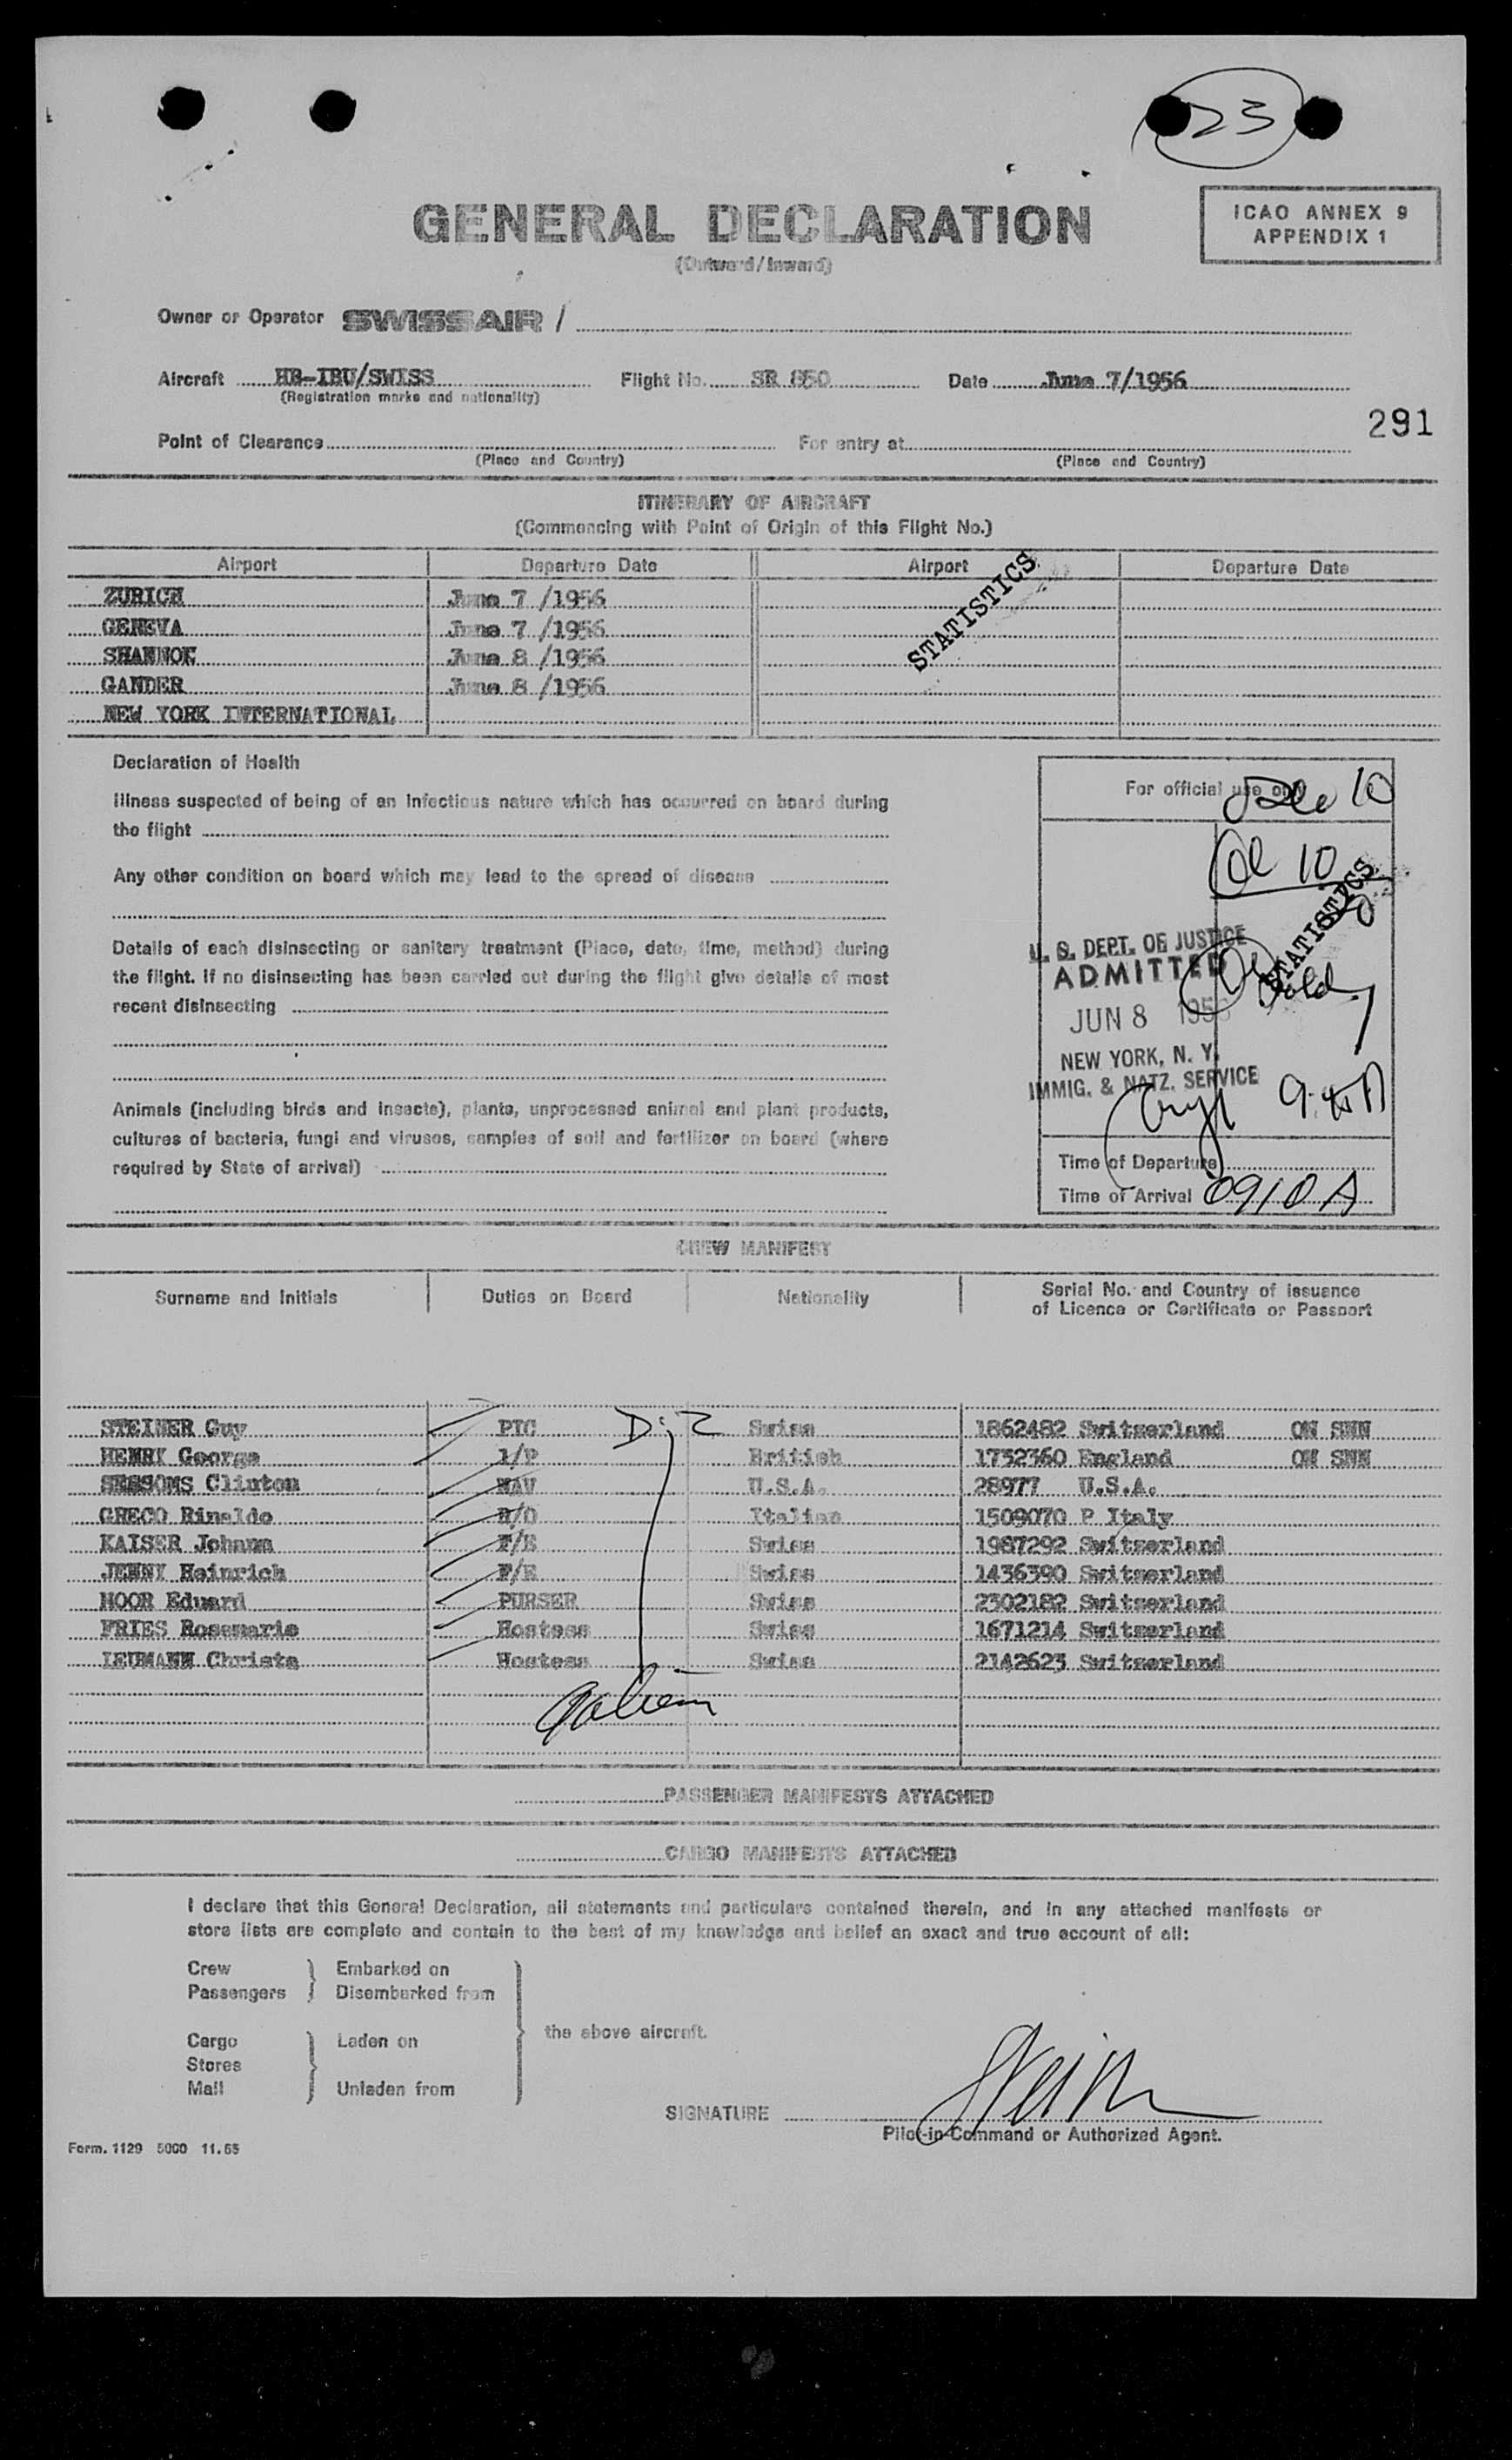 23
GENERAL DECLARATION
(Outward/Inward)
ICAO ANNEX 9
APPENDIX 1
Owner or Operator SWISSAIR /
Aircraft HB-IBU/SWISS Flight No. SR 850 Date June 7/1956
(Registration marks and nationality)
291
Point of Clearance For entry at
(Place and Country) (Place and Country)
ITINERARY OF AIRCRAFT
(Commencing with Point of Origin of this Flight No.)
Airport Departure Date Airport Departure Date
STATISTICS
ZURICH June 7 /1956
GENEVA June 7 /1956
SHANNON June 8 /1956
GANDER June 8 /1956
NEW YORK INTERNATIONAL
Declaration of Health
Illness suspected of being of an infectious nature which has occurred on board during
the flight
Any other condition on board which may lead to the spread of disease
Details of each disinsecting or sanitary treatment (Place, date, time, method) during
the flight. If no disinsecting has been carried out during the flight give details of most
recent disinsecting
Animals (including birds and insects), plants, unprocessed animal and plant products,
cultures of bacteria, fungi and viruses, samples of soil and fertilizer on board (where
required by State of arrival)
For official use only
10
10
STATISTICS
U. S. DEPT. OF JUSTICE
ADMITTED
JUN 8 1956
NEW YORK, N. Y.
IMMIG. & NATZ. SERVICE
Time of Departure
Time of Arrival 0910 A
CREW MANIFEST
Surname and Initials Duties on Board Nationality Serial No. and Country of issuance
of Licence or Certificate or Passport
STEINER Guy PIC Swiss 1862482 Switzerland ON SNN
HENRY George 1/P British 1732360 England ON SNN
SESSOMS Clinton NAV U.S.A. 28977 U.S.A.
GRECO Rinaldo R/O Italian 1509070 P Italy
KAISER Johann F/E Swiss 1987292 Switzerland
JENNY Heinrich F/E Swiss 1436390 Switzerland
MOOR Eduard PURSER Swiss 2302182 Switzerland
FRIES Rosemarie Hostess Swiss 1671214 Switzerland
LEUMANN Christa Hostess Swiss 2142623 Switzerland
PASSENGER MANIFESTS ATTACHED
CARGO MANIFESTS ATTACHED
I declare that this General Declaration, all statements and particulars contained therein, and in any attached manifests or
store lists are complete and contain to the best of my knowledge and belief an exact and true account of all:
Crew Embarked on
Passengers Disembarked from
the above aircraft.
Cargo Laden on
Stores
Mail Unladen from
SIGNATURE
Pilot-in-Command or Authorized Agent.
Form. 1129 5000 11.55